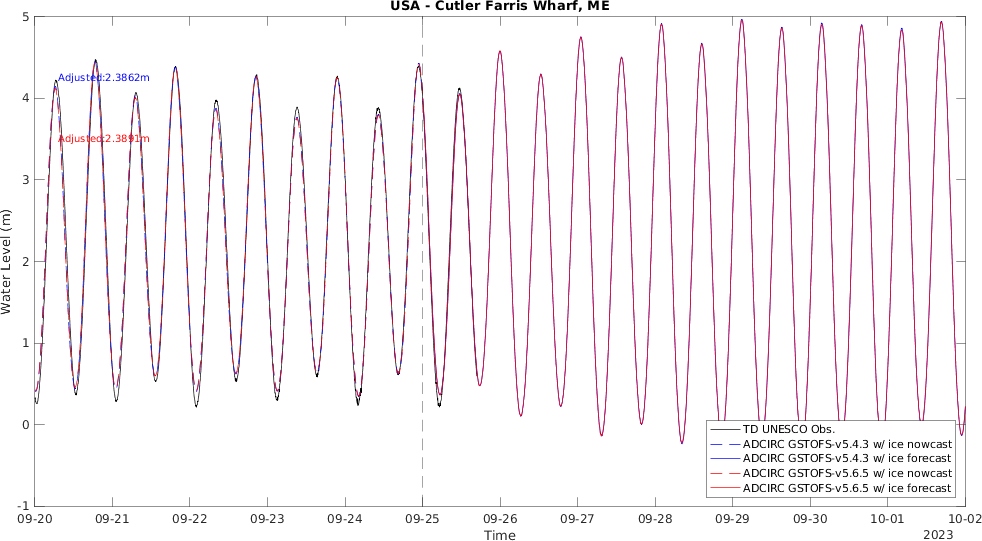 USA - Cutler Farris Wharf, ME
5
4
3
2
1
0
-1
Water Level (m)
Adjusted:2.3862m
Adjusted:2.3891m
TD UNESCO Obs.
ADCIRC GSTOFS-v5.4.3 w/ ice nowcast
ADCIRC GSTOFS-v5.4.3 w/ ice forecast
ADCIRC GSTOFS-v5.6.5 w/ ice nowcast
ADCIRC GSTOFS-v5.6.5 w/ ice forecast
09-20 09-21 09-22 09-23 09-24 09-25 09-26 09-27 09-28 09-29 09-30 10-01 10-02
Time
2023